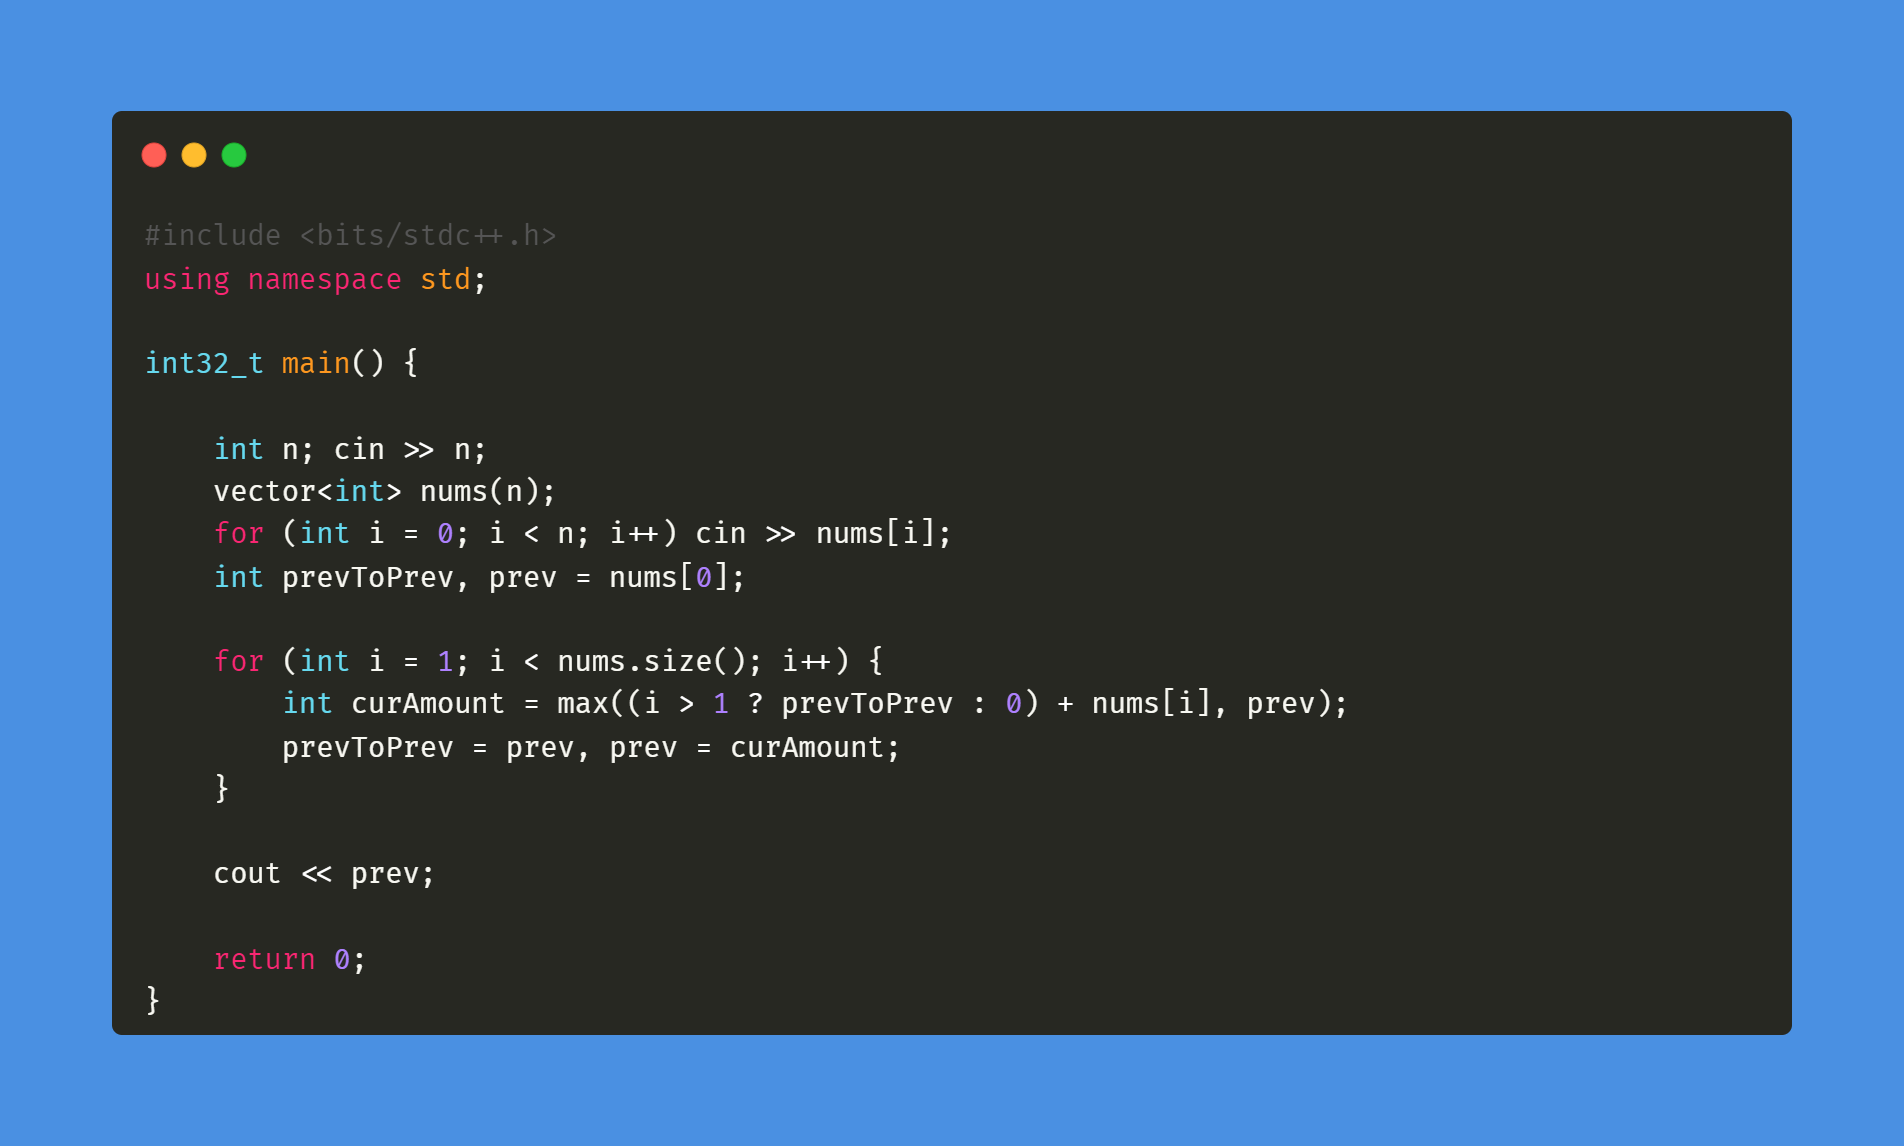 #include <bits/stdc++.h>
using namespace std;
int32_t main() {
int n; cin >> n;
vector<int> nums(n);
for (int i = 0; i < n; i++) cin >> nums[i];
int prevToPrev, prev = nums[0];
for (int i = 1; i < nums.size(); i++) {
int curAmount = max((i > 1 ? prevToPrev : 0) + nums[i], prev);
prevToPrev = prev, prev = curAmount;
}
cout << prev;
return 0;
}